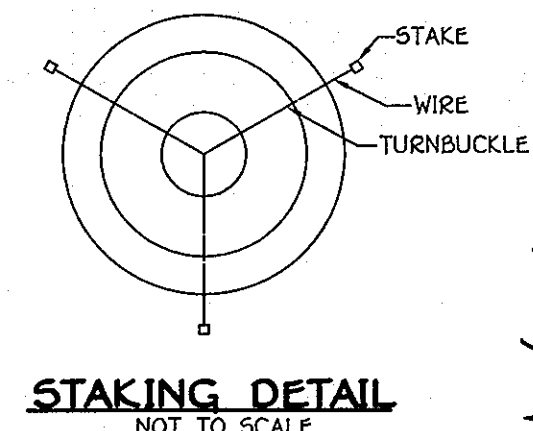 STAKE
WIRE
TURNBUCKLE
STAKING DETAIL
NOT TO SCALE